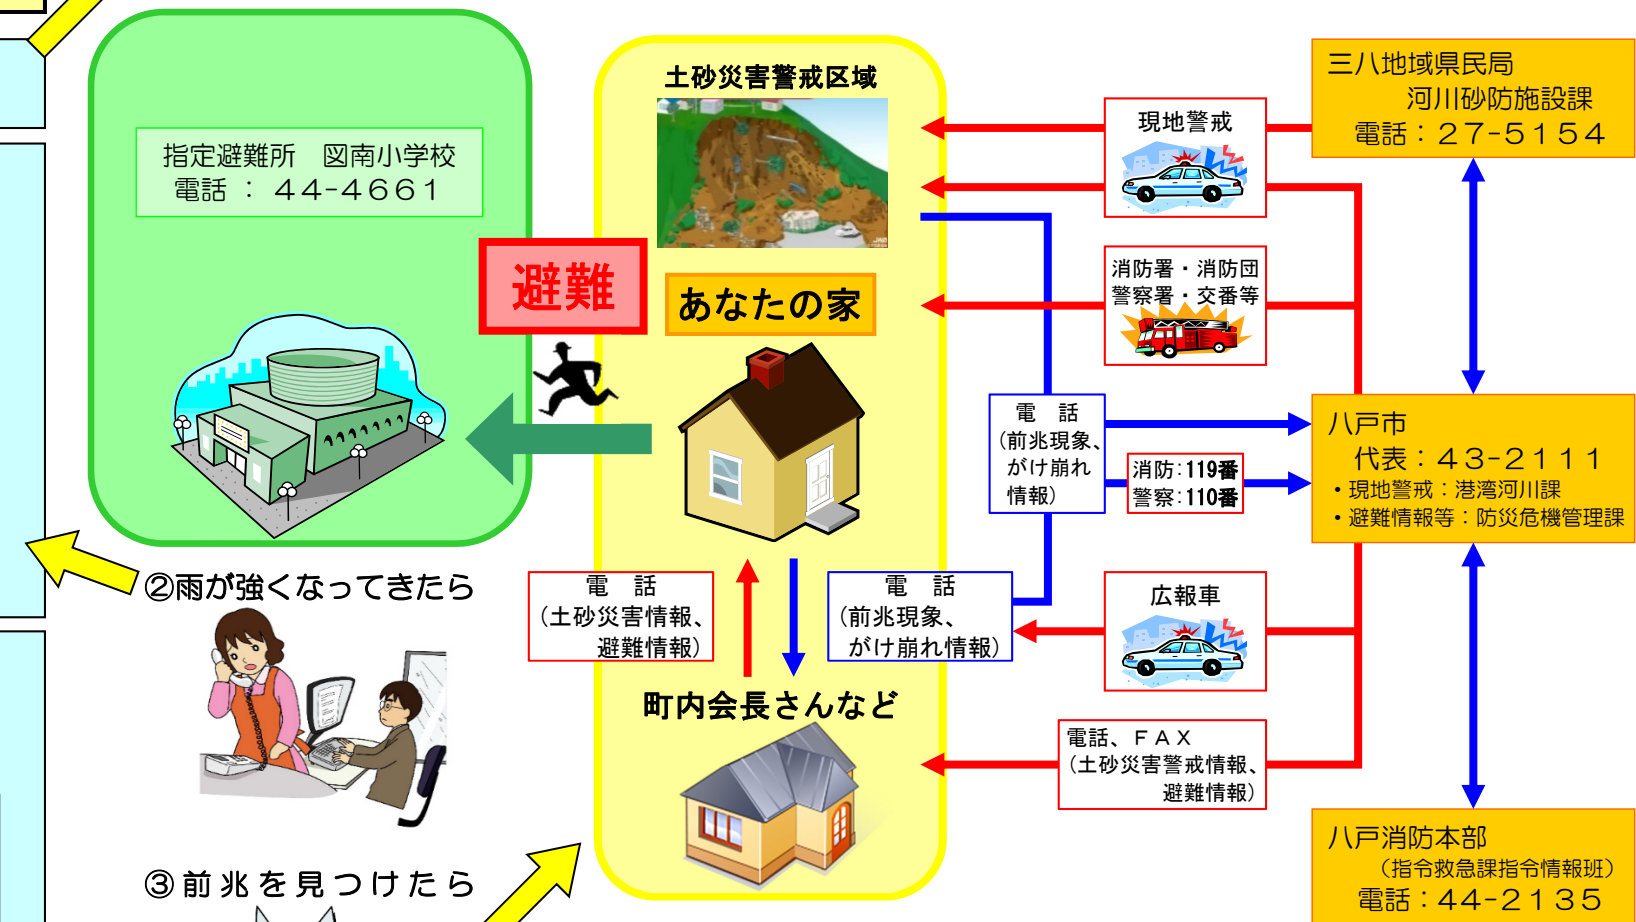 指定避難所　図南小学校
電話 ： ４４-４６６１
土砂災害警戒区域
避難
あなたの家
電　話
（土砂災害情報、
避難情報）
電　話
（前兆現象、
がけ崩れ情報）
町内会長さんなど
②雨が強くなってきたら
③前兆を見つけたら
現地警戒
消防署・消防団
警察署・交番等
電　話
（前兆現象、
がけ崩れ
情報）
消防：119番
警察：110番
広報車
電話、ＦＡＸ
（土砂災害警戒情報、
避難情報）
三八地域県民局
河川砂防施設課
電話：２７-５１５４
八戸市
代表：４３-２１１１
・現地警戒：港湾河川課
・避難情報等：防災危機管理課
八戸消防本部
（指令救急課指令情報班）
電話：４４-２１３５